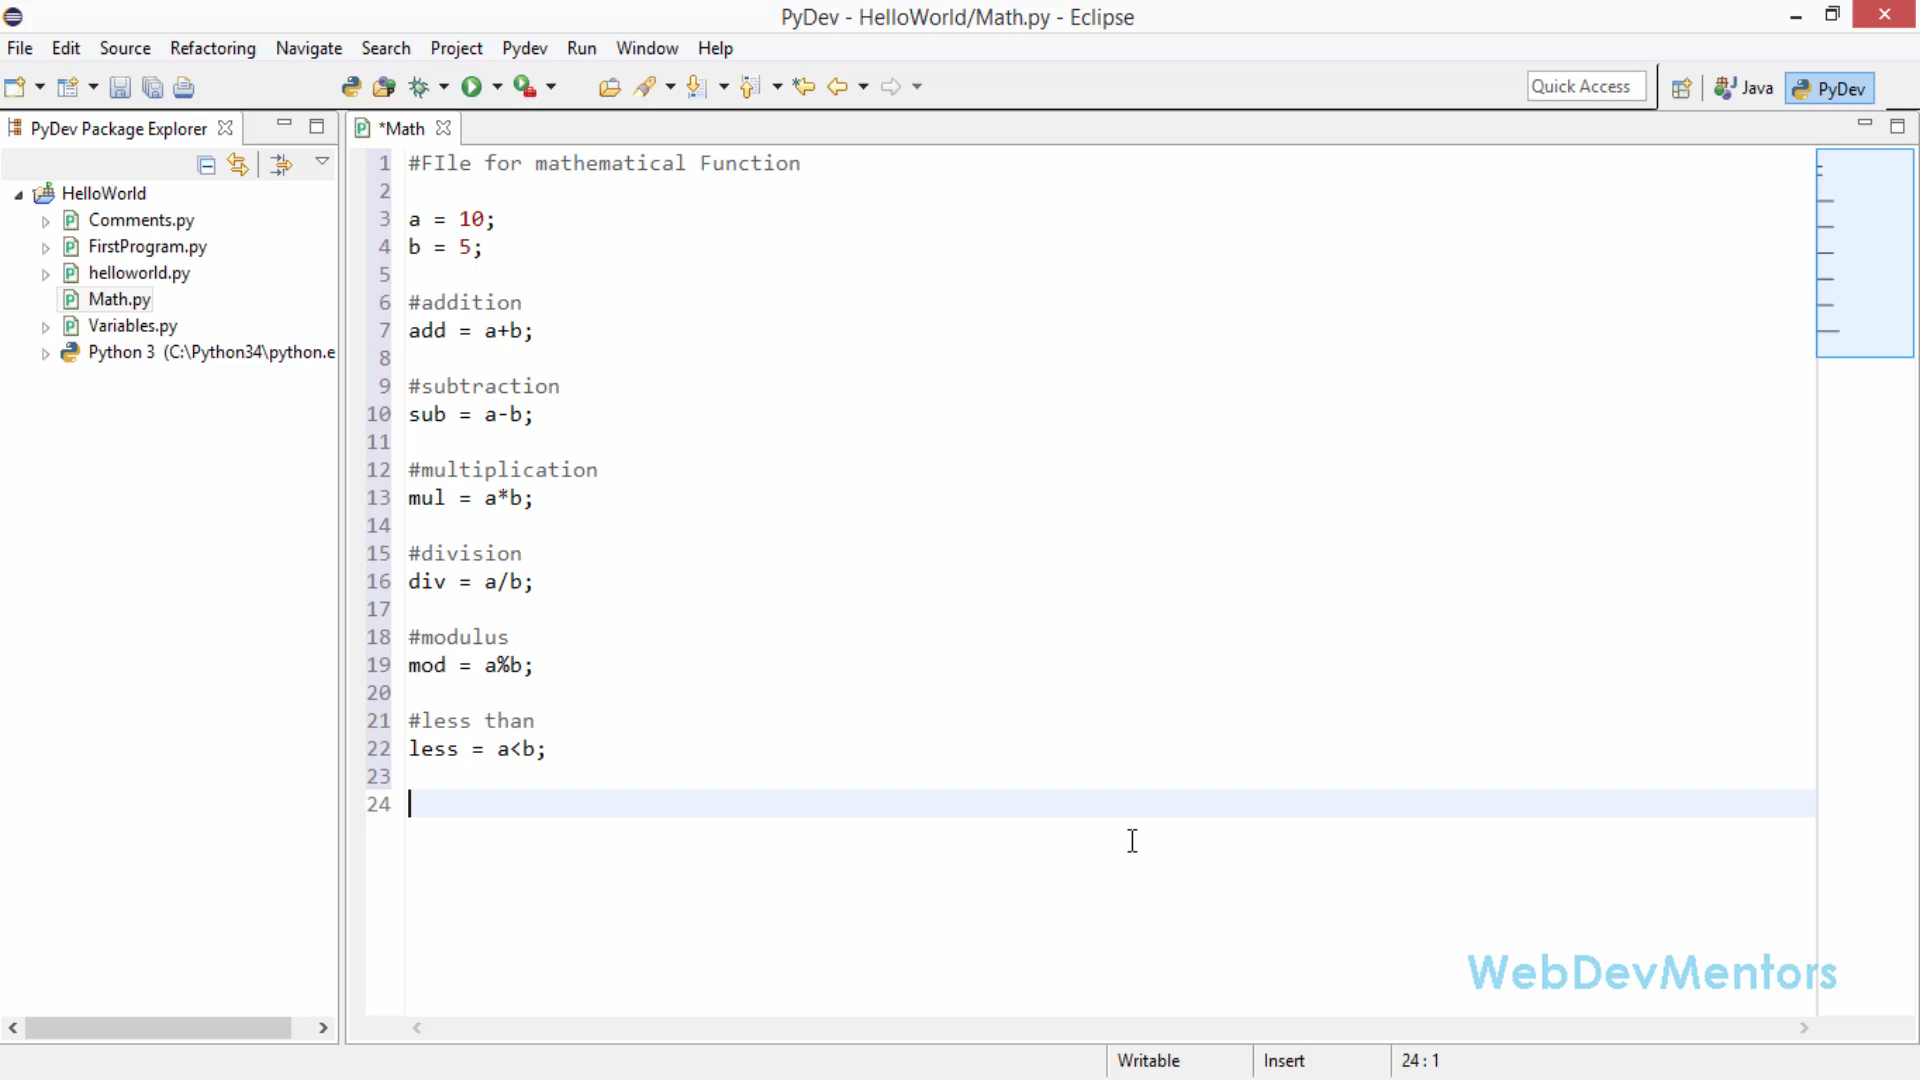 PyDev - HelloWorld/Math.py - Eclipse
File Edit Source Refactoring Navigate Search Project Pydev Run Window Help
Quick Access Java PyDev
PyDev Package Explorer
*Math
HelloWorld
Comments.py
FirstProgram.py
helloworld.py
Math.py
Variables.py
Python 3 (C:\Python34\python.e
1 #FIle for mathematical Function
2
3 a = 10;
4 b = 5;
5
6 #addition
7 add = a+b;
8
9 #subtraction
10 sub = a-b;
11
12 #multiplication
13 mul = a*b;
14
15 #division
16 div = a/b;
17
18 #modulus
19 mod = a%b;
20
21 #less than
22 less = a<b;
23
24
WebDevMentors
Writable Insert 24 : 1